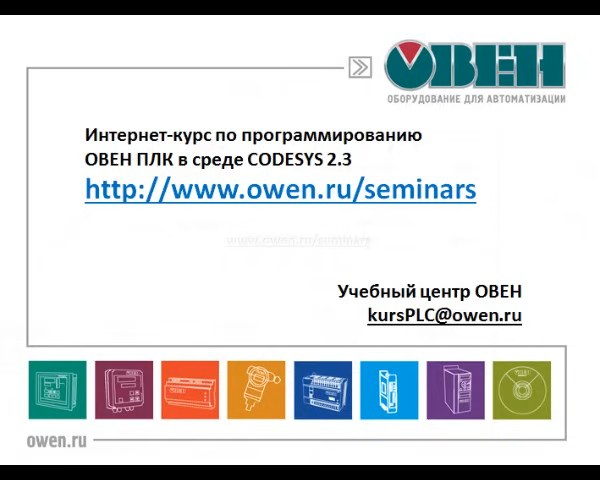 ОВЕН
ОБОРУДОВАНИЕ ДЛЯ АВТОМАТИЗАЦИИ
Интернет-курс по программированию
ОВЕН ПЛК в среде CODESYS 2.3
http://www.owen.ru/seminars
www.owen.ru/seminars
Учебный центр ОВЕН
kursPLC@owen.ru
owen.ru